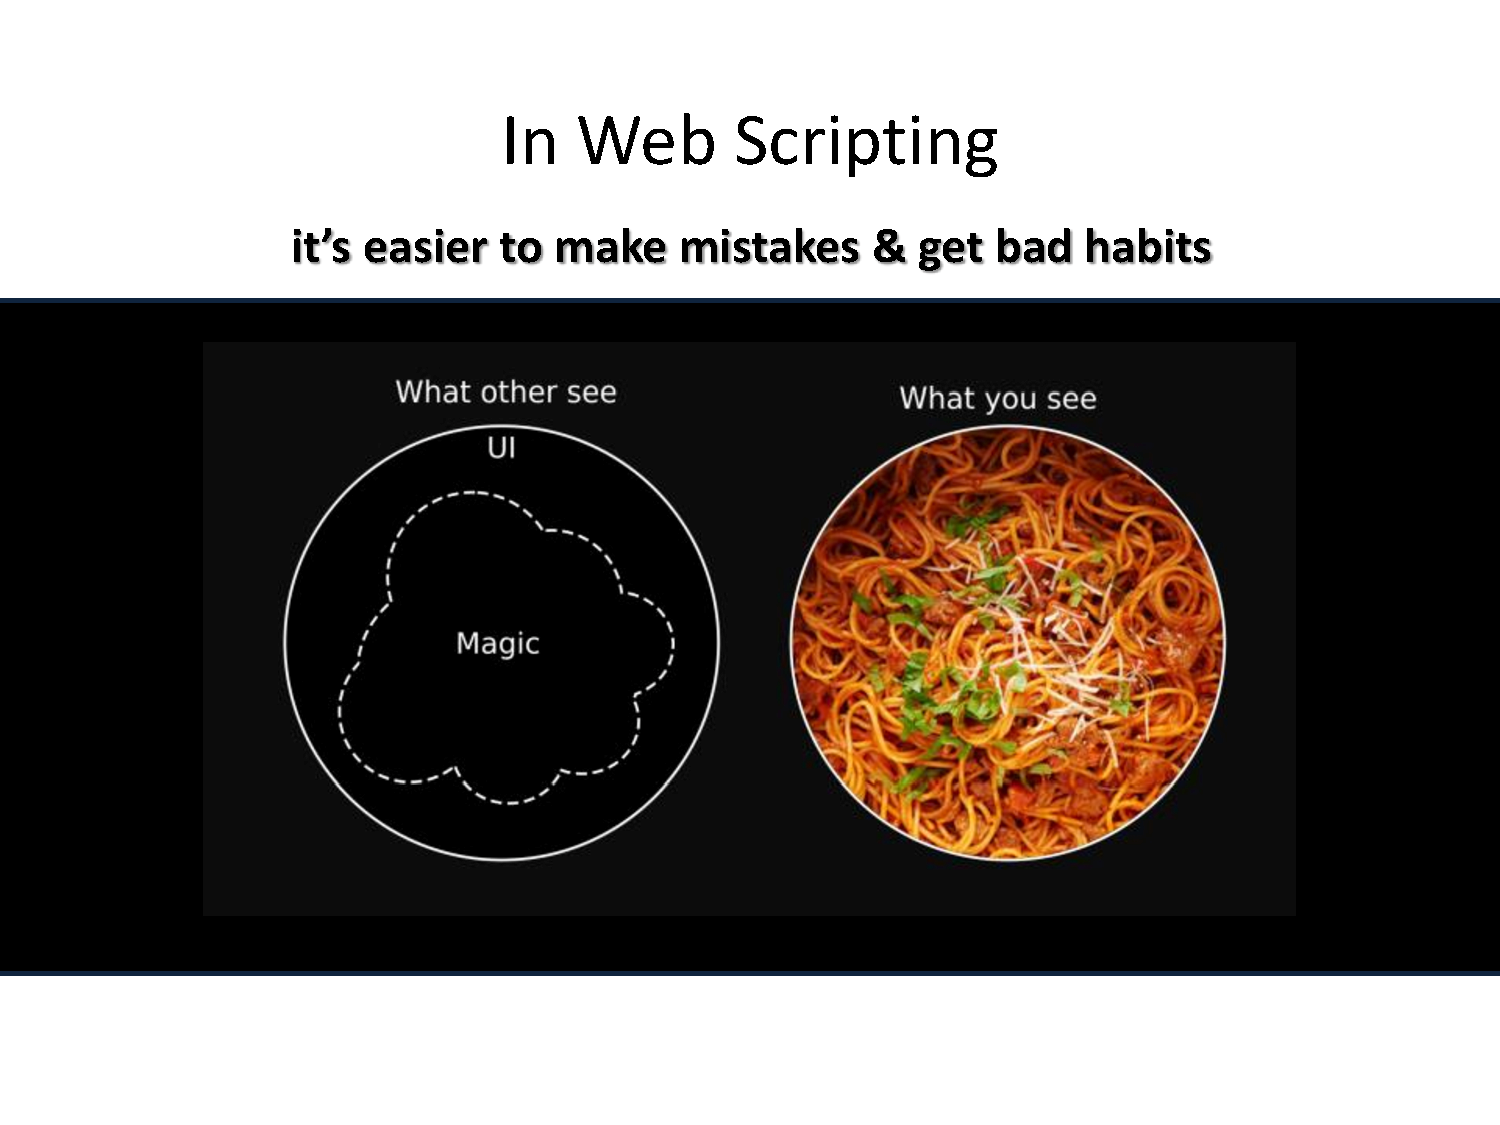 In Web Scripting
it’s easier to make mistakes & get bad habits
What other see
What you see
UI
Magic